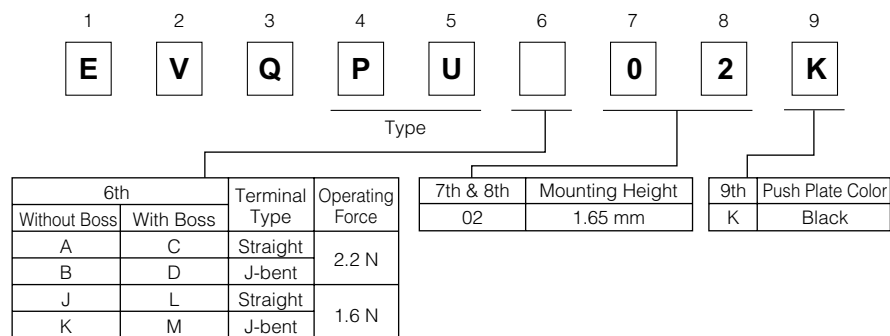 1 2 3 4 5 6 7 8 9
E V Q P U 0 2 K
Type
6th Terminal Type Operating Force
Without Boss With Boss
A C Straight 2.2 N
B D J-bent
J L Straight 1.6 N
K M J-bent
7th & 8th Mounting Height
02 1.65 mm
9th Push Plate Color
K Black